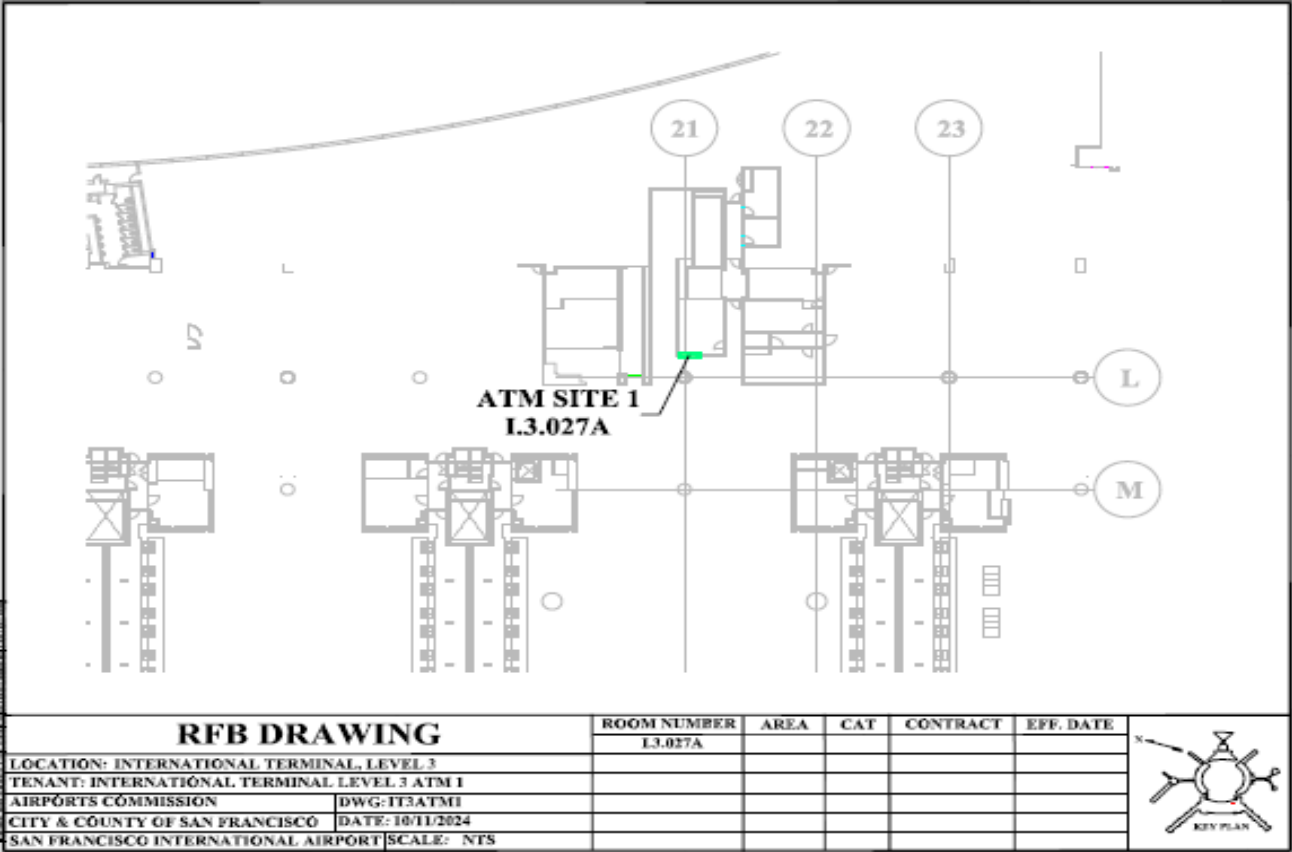 21 22 23
ATM SITE 1
I.3.027A
L
M
RFB DRAWING
ROOM NUMBER AREA CAT CONTRACT EFF. DATE
I.3.027A
LOCATION: INTERNATIONAL TERMINAL, LEVEL 3
TENANT: INTERNATIONAL TERMINAL LEVEL 3 ATM 1
AIRPORTS COMMISSION DWG: IT3ATM1
CITY & COUNTY OF SAN FRANCISCO DATE: 10/11/2024
SAN FRANCISCO INTERNATIONAL AIRPORT SCALE: NTS
N
KEY PLAN